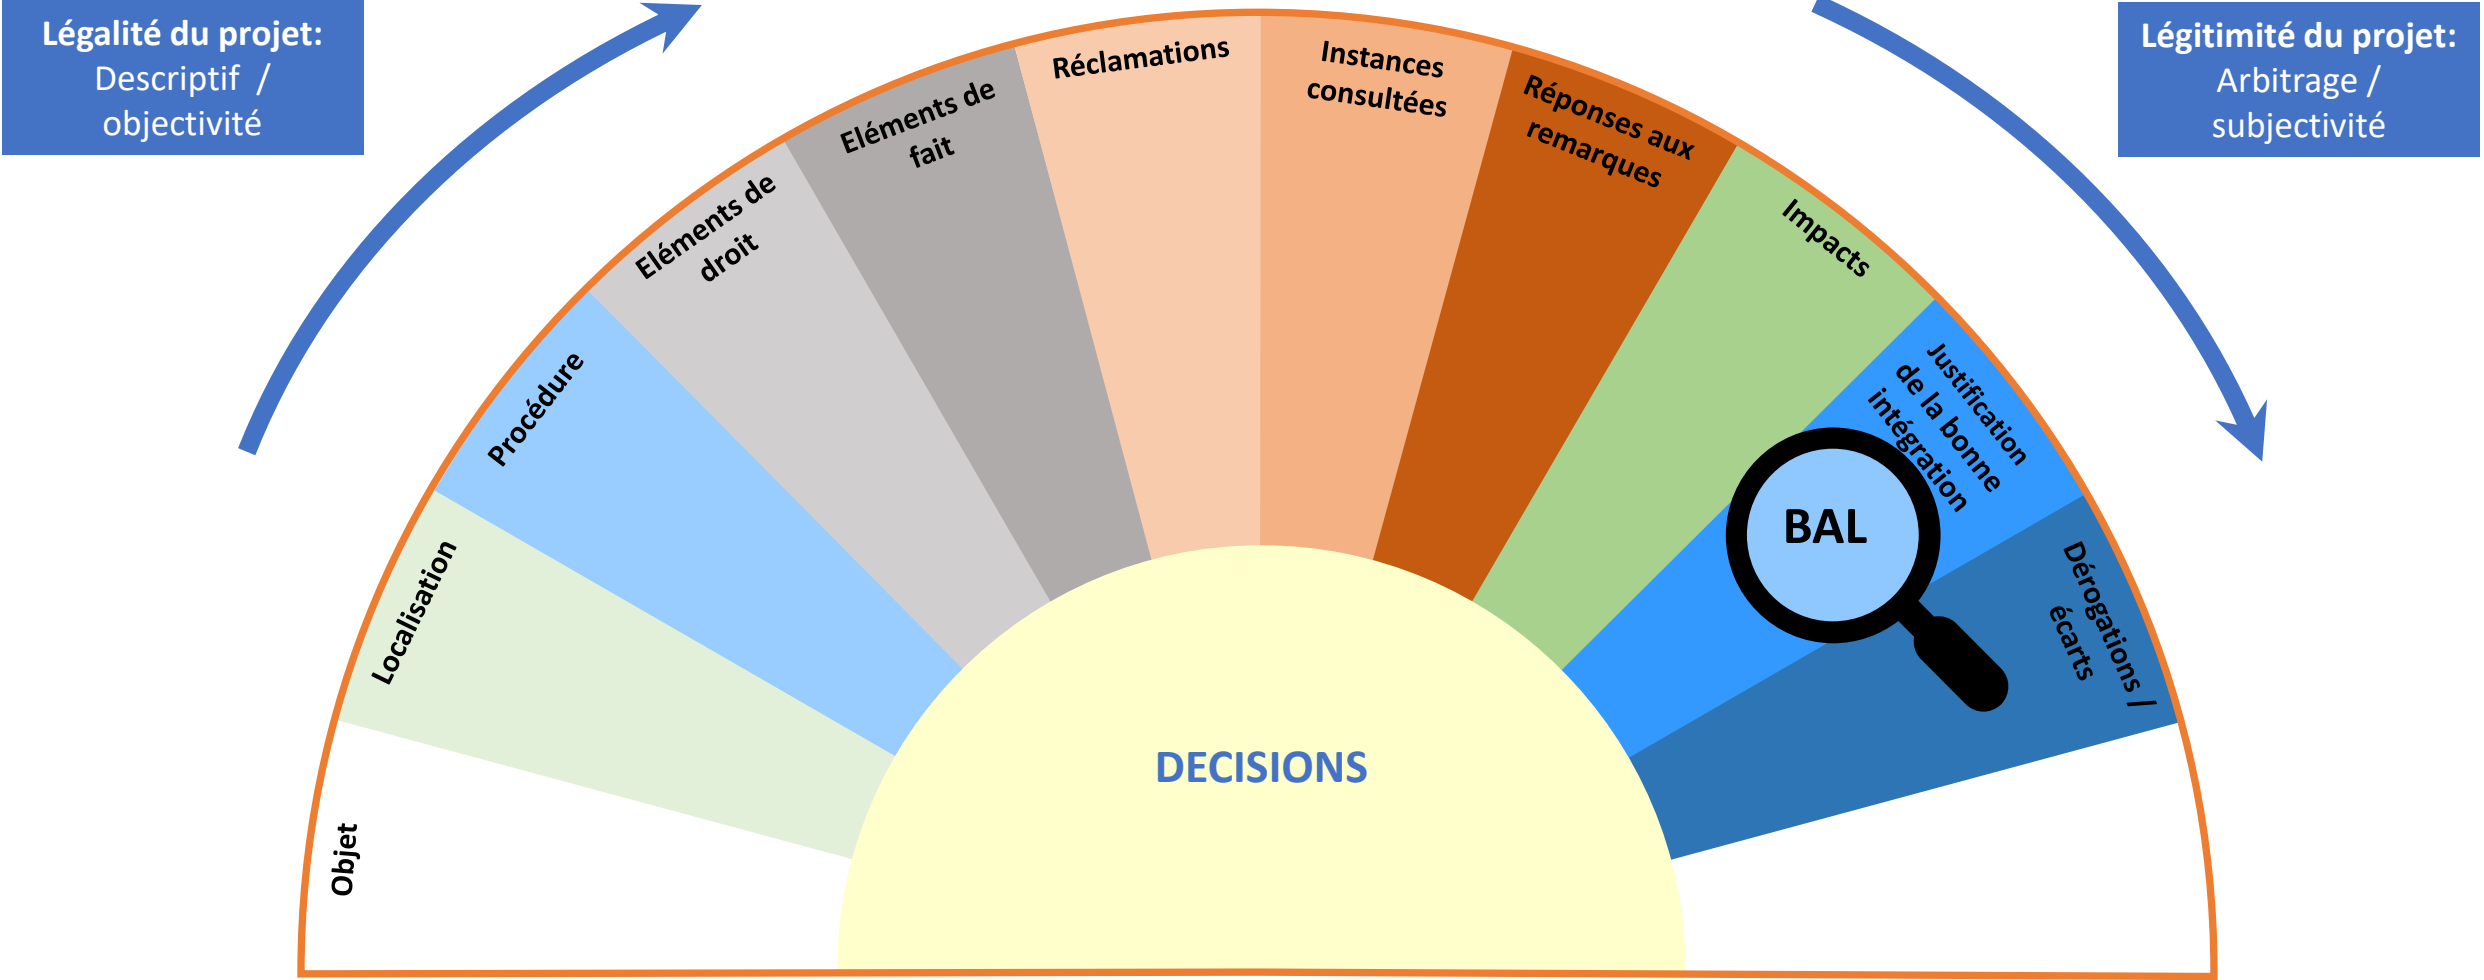 Légalité du projet:
Descriptif /
objectivité
Légitimité du projet:
Arbitrage /
subjectivité
Objet
Localisation
Procédure
Eléments de
droit
Eléments de
fait
Réclamations
Instances
consultées
Réponses aux
remarques
Impacts
Justification
de la bonne
intégration
Dérogations /
écarts
BAL
DECISIONS